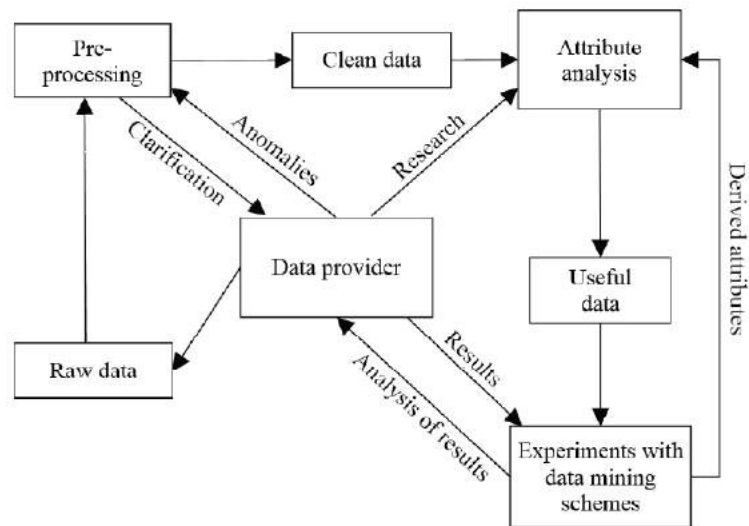 Pre-
processing
Clean data
Attribute
analysis
Clarification
Anomalies
Research
Derived attributes
Data provider
Useful
data
Raw data
Results
Analysis of results
Experiments with
data mining
schemes